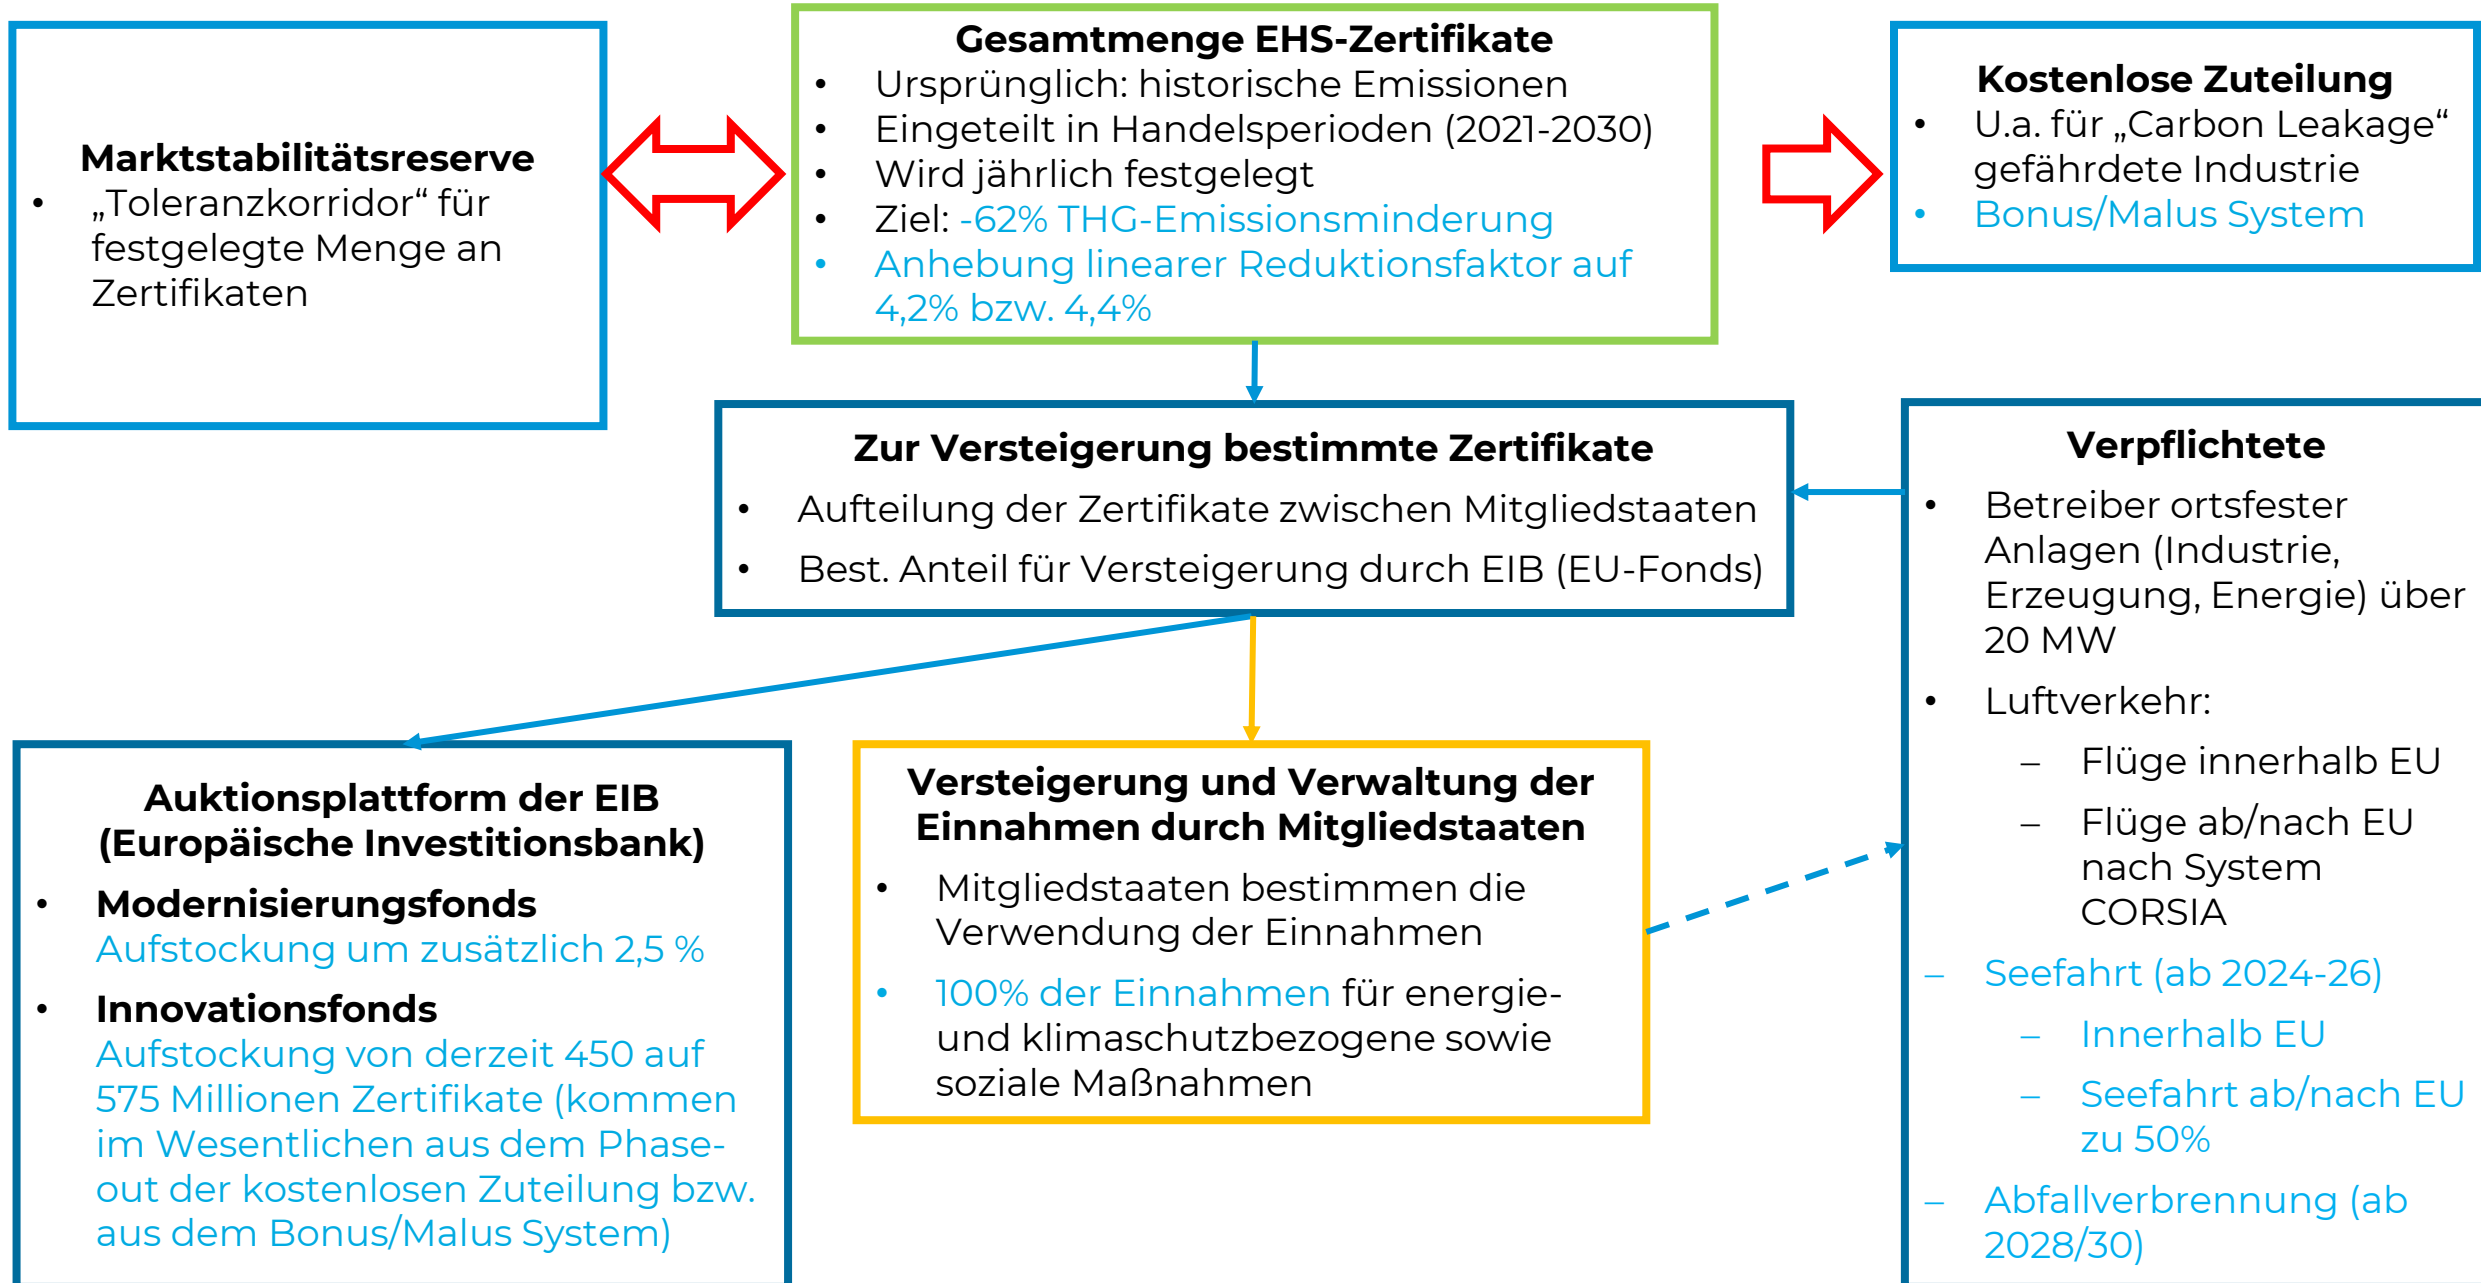 Marktstabilitätsreserve
• „Toleranzkorridor“ für
festgelegte Menge an
Zertifikaten
Gesamtmenge EHS-Zertifikate
• Ursprünglich: historische Emissionen
• Eingeteilt in Handelsperioden (2021-2030)
• Wird jährlich festgelegt
• Ziel: -62% THG-Emissionsminderung
• Anhebung linearer Reduktionsfaktor auf
4,2% bzw. 4,4%
Kostenlose Zuteilung
• U.a. für „Carbon Leakage“
gefährdete Industrie
• Bonus/Malus System
Zur Versteigerung bestimmte Zertifikate
• Aufteilung der Zertifikate zwischen Mitgliedstaaten
• Best. Anteil für Versteigerung durch EIB (EU-Fonds)
Verpflichtete
• Betreiber ortsfester
Anlagen (Industrie,
Erzeugung, Energie) über
20 MW
• Luftverkehr:
– Flüge innerhalb EU
– Flüge ab/nach EU
nach System
CORSIA
– Seefahrt (ab 2024-26)
– Innerhalb EU
– Seefahrt ab/nach EU
zu 50%
– Abfallverbrennung (ab
2028/30)
Auktionsplattform der EIB
(Europäische Investitionsbank)
• Modernisierungsfonds
Aufstockung um zusätzlich 2,5 %
• Innovationsfonds
Aufstockung von derzeit 450 auf
575 Millionen Zertifikate (kommen
im Wesentlichen aus dem Phase-
out der kostenlosen Zuteilung bzw.
aus dem Bonus/Malus System)
Versteigerung und Verwaltung der
Einnahmen durch Mitgliedstaaten
• Mitgliedstaaten bestimmen die
Verwendung der Einnahmen
• 100% der Einnahmen für energie-
und klimaschutzbezogene sowie
soziale Maßnahmen